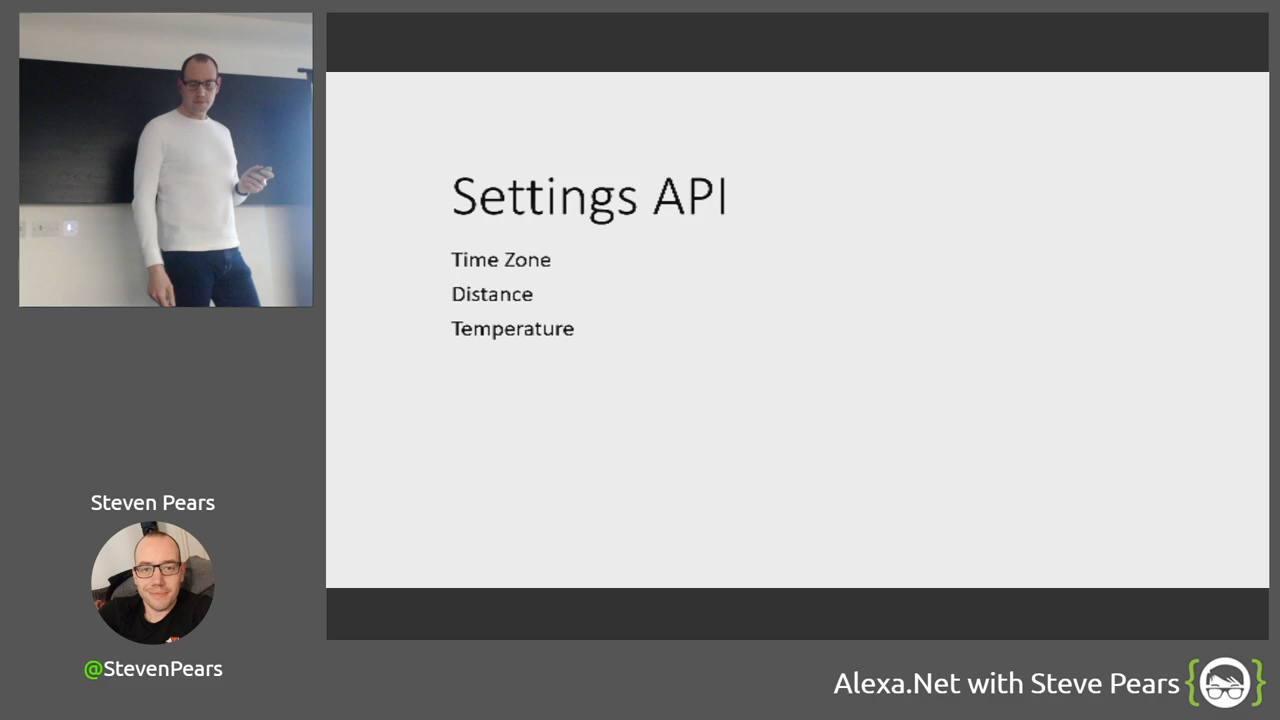 Settings API
Time Zone
Distance
Temperature
Steven Pears
@StevenPears
Alexa.Net with Steve Pears